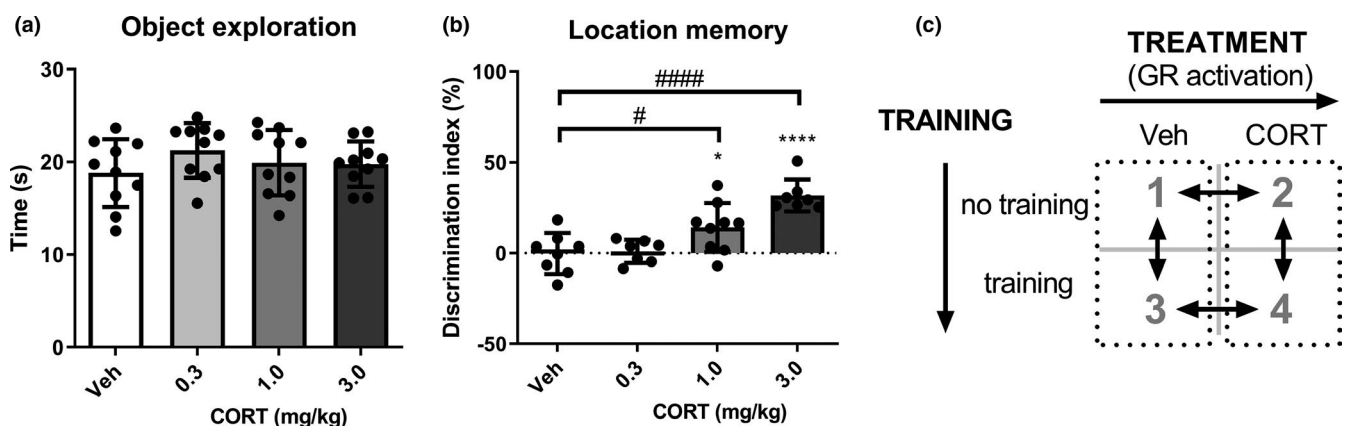 (a)
Object exploration
Time (s)
30
20
10
0
Veh
0.3
1.0
3.0
CORT (mg/kg)
(b)
Location memory
Discrimination index (%)
100
50
0
-50
####
#
*
****
Veh
0.3
1.0
3.0
CORT (mg/kg)
(c)
TREATMENT
(GR activation)
TRAINING
Veh CORT
no training 1 2
training 3 4